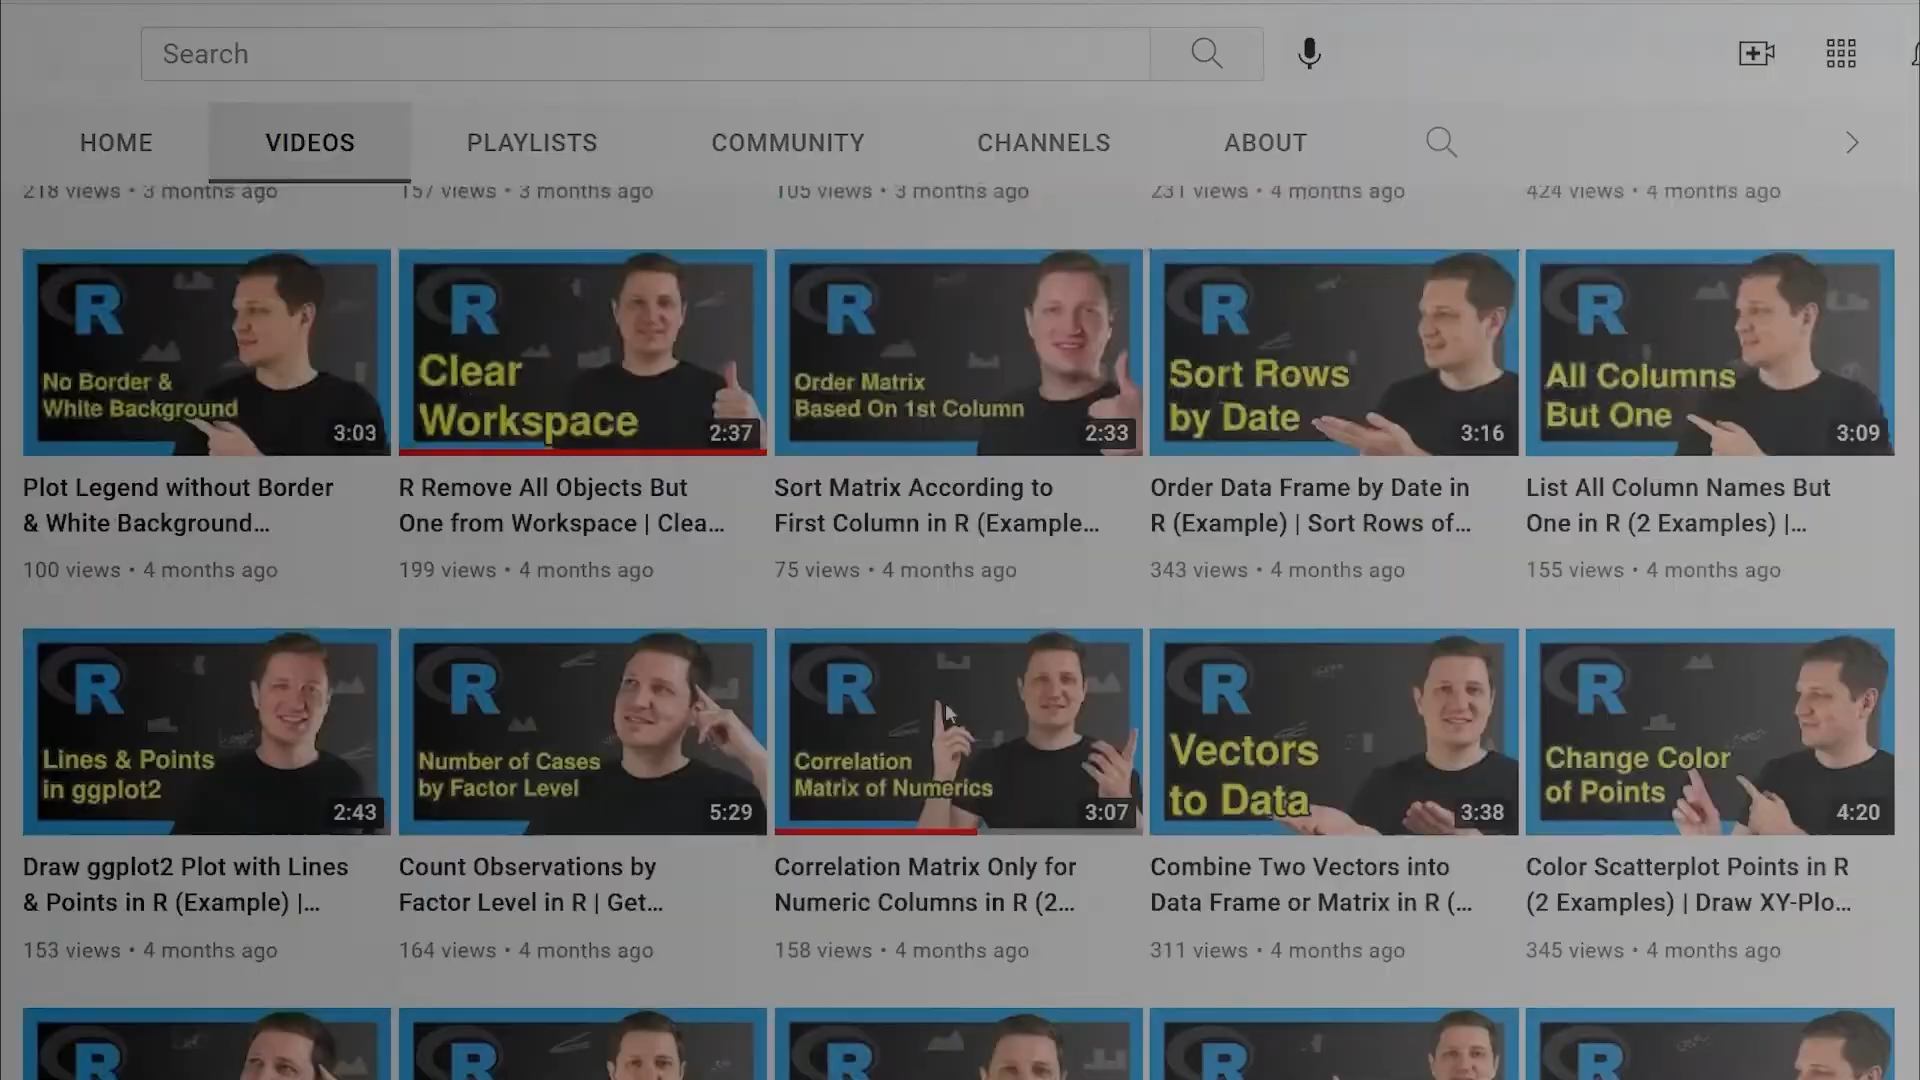 Search
HOME VIDEOS PLAYLISTS COMMUNITY CHANNELS ABOUT
218 views • 3 months ago
157 views • 3 months ago
105 views • 3 months ago
231 views • 4 months ago
424 views • 4 months ago
R
No Border &
White Background
3:03
R
Clear
Workspace
2:37
R
Order Matrix
Based On 1st Column
2:33
R
Sort Rows
by Date
3:16
R
All Columns
But One
3:09
Plot Legend without Border
& White Background...
100 views • 4 months ago
R Remove All Objects But
One from Workspace | Clea...
199 views • 4 months ago
Sort Matrix According to
First Column in R (Example...
75 views • 4 months ago
Order Data Frame by Date in
R (Example) | Sort Rows of...
343 views • 4 months ago
List All Column Names But
One in R (2 Examples) |...
155 views • 4 months ago
R
Lines & Points
in ggplot2
2:43
R
Number of Cases
by Factor Level
5:29
R
Correlation
Matrix of Numerics
3:07
R
Vectors
to Data
3:38
R
Change Color
of Points
4:20
Draw ggplot2 Plot with Lines
& Points in R (Example) |...
153 views • 4 months ago
Count Observations by
Factor Level in R | Get...
164 views • 4 months ago
Correlation Matrix Only for
Numeric Columns in R (2...
158 views • 4 months ago
Combine Two Vectors into
Data Frame or Matrix in R (...
311 views • 4 months ago
Color Scatterplot Points in R
(2 Examples) | Draw XY-Plo...
345 views • 4 months ago
R
R
R
R
R